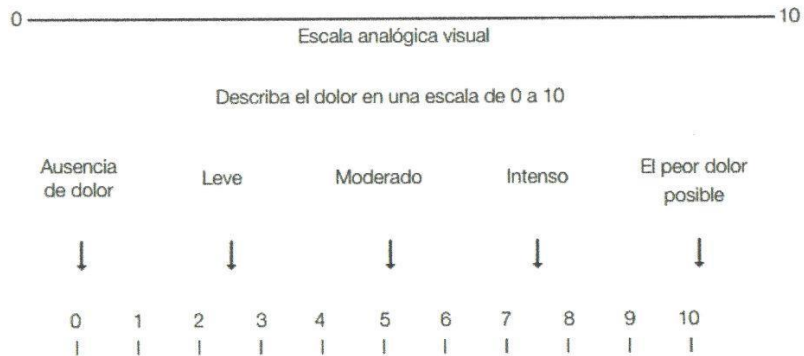 0 10
Escala analógica visual
Describa el dolor en una escala de 0 a 10
Ausencia
de dolor
Leve
Moderado
Intenso
El peor dolor
posible
0 1 2 3 4 5 6 7 8 9 10